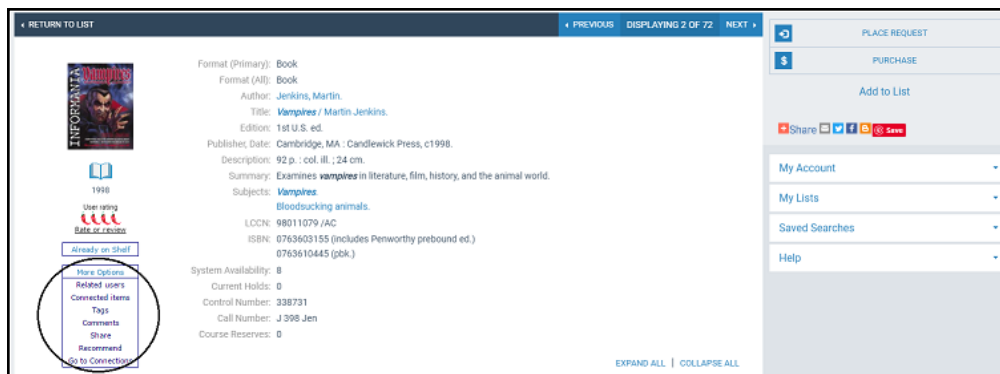 RETURN TO LIST
PREVIOUS DISPLAYING 2 OF 72 NEXT
INFORMANIA
Vampires
1998
User rating
Rate or review
Already on Shelf
More Options
Related users
Connected items
Tags
Comments
Share
Recommend
Go to Connections
Format (Primary): Book
Format (All): Book
Author: Jenkins, Martin.
Title: Vampires / Martin Jenkins.
Edition: 1st U.S. ed.
Publisher, Date: Cambridge, MA : Candlewick Press, c1998.
Description: 92 p. : col. ill. ; 24 cm.
Summary: Examines vampires in literature, film, history, and the animal world.
Subjects: Vampires
Bloodsucking animals.
LCCN: 98011079 /AC
ISBN: 0763603155 (includes Penworthy prebound ed.)
0763610445 (pbk.)
System Availability: 8
Current Holds: 0
Control Number: 338731
Call Number: J 398 Jen
Course Reserves: 0
EXPAND ALL | COLLAPSE ALL
PLACE REQUEST
$ PURCHASE
Add to List
Share Save
My Account
My Lists
Saved Searches
Help